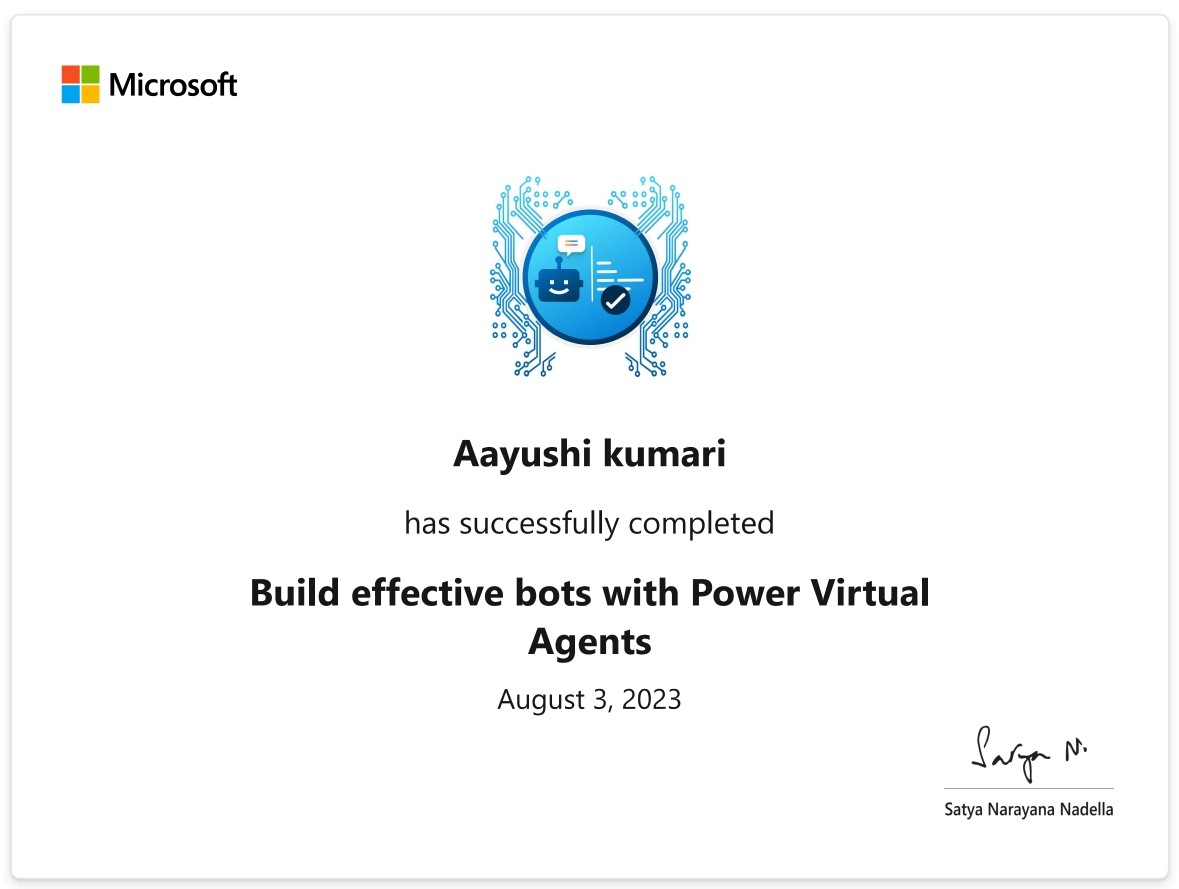 Microsoft
Aayushi kumari
has successfully completed
Build effective bots with Power Virtual
Agents
August 3, 2023
Satya N.
Satya Narayana Nadella